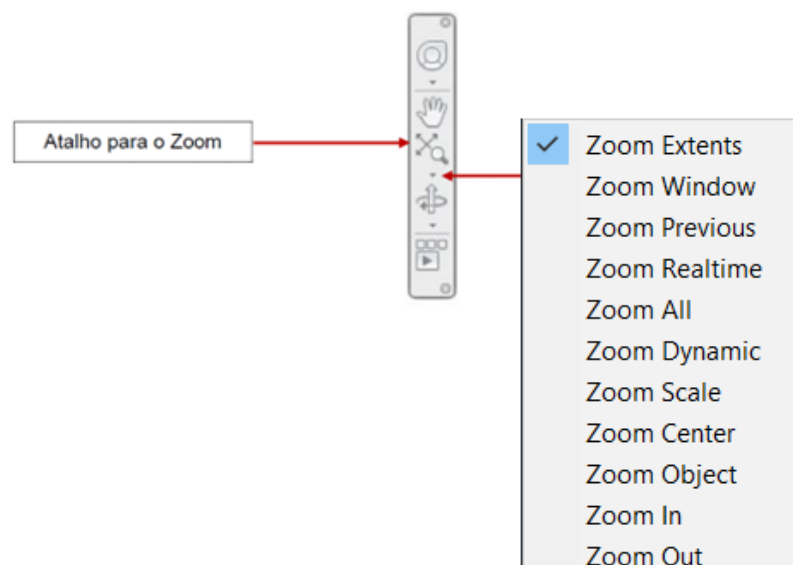 Atalho para o Zoom
Zoom Extents
Zoom Window
Zoom Previous
Zoom Realtime
Zoom All
Zoom Dynamic
Zoom Scale
Zoom Center
Zoom Object
Zoom In
Zoom Out